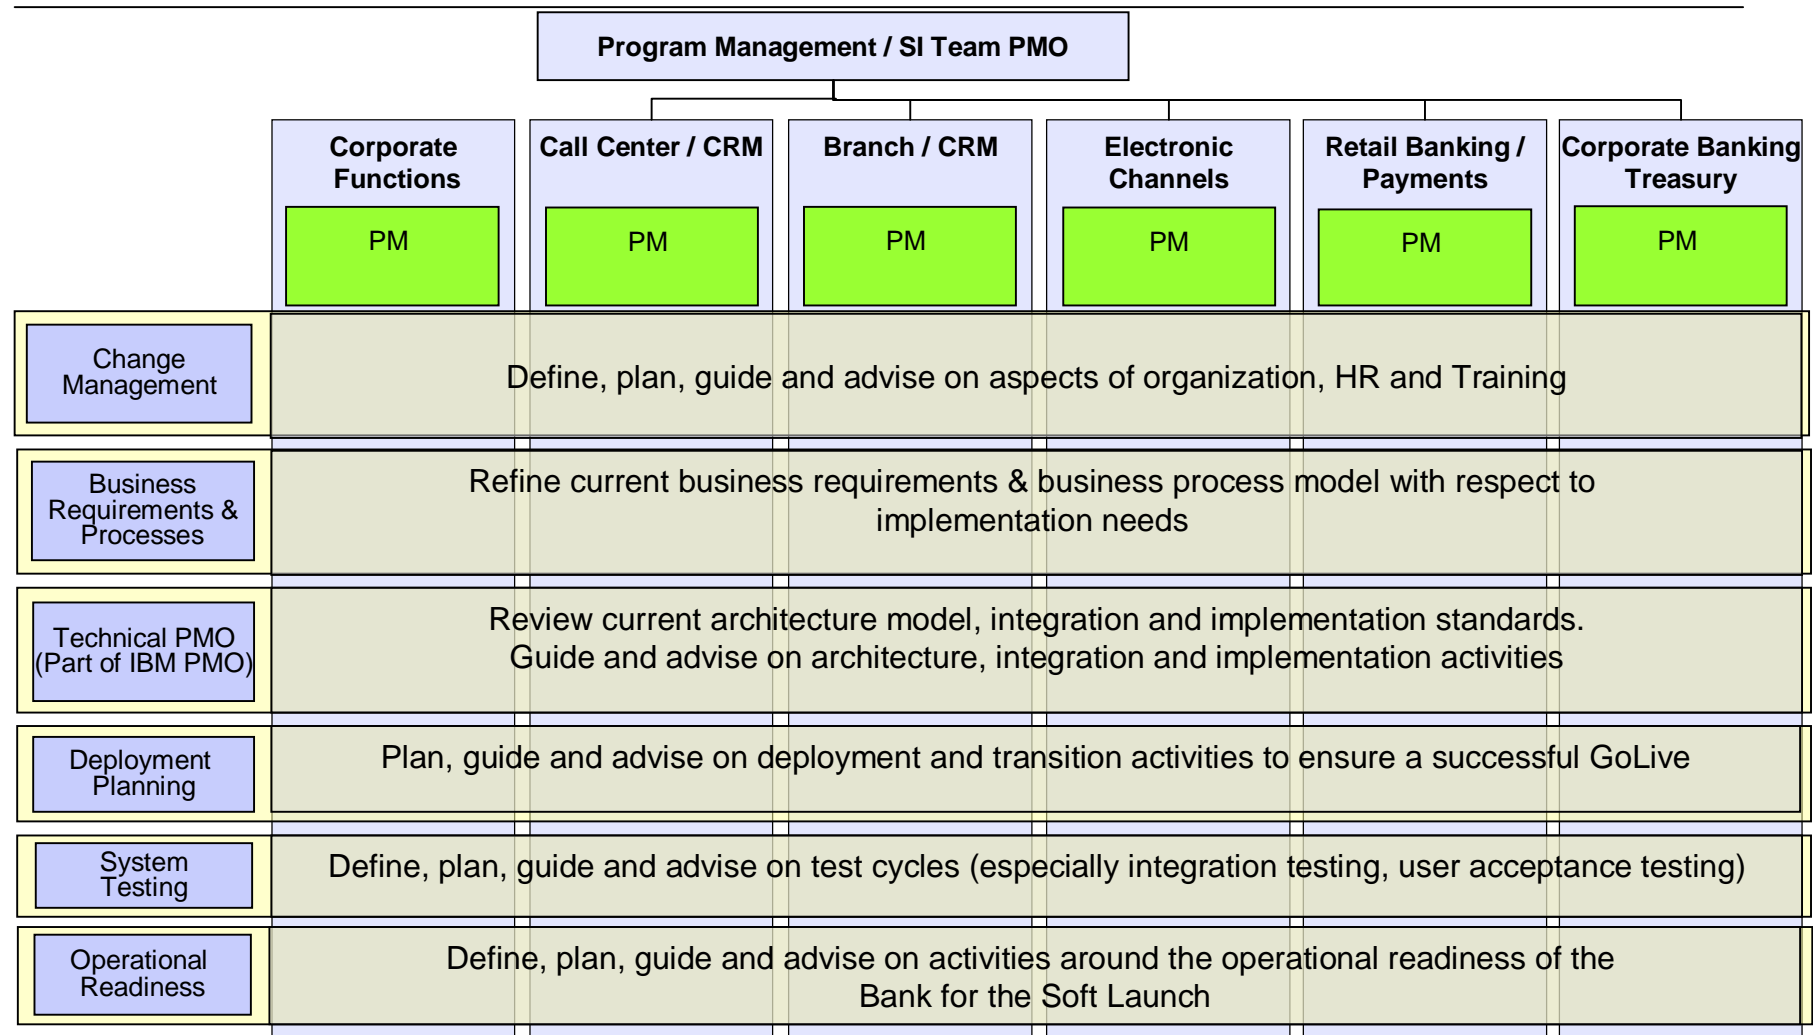 Program Management / SI Team PMO
Corporate
Functions
Call Center / CRM
Branch / CRM
Electronic
Channels
Retail Banking /
Payments
Corporate Banking
Treasury
PM
PM
PM
PM
PM
PM
Change
Management
Define, plan, guide and advise on aspects of organization, HR and Training
Business
Requirements &
Processes
Refine current business requirements & business process model with respect to
implementation needs
Technical PMO
(Part of IBM PMO)
Review current architecture model, integration and implementation standards.
Guide and advise on architecture, integration and implementation activities
Deployment
Planning
Plan, guide and advise on deployment and transition activities to ensure a successful GoLive
System
Testing
Define, plan, guide and advise on test cycles (especially integration testing, user acceptance testing)
Operational
Readiness
Define, plan, guide and advise on activities around the operational readiness of the
Bank for the Soft Launch